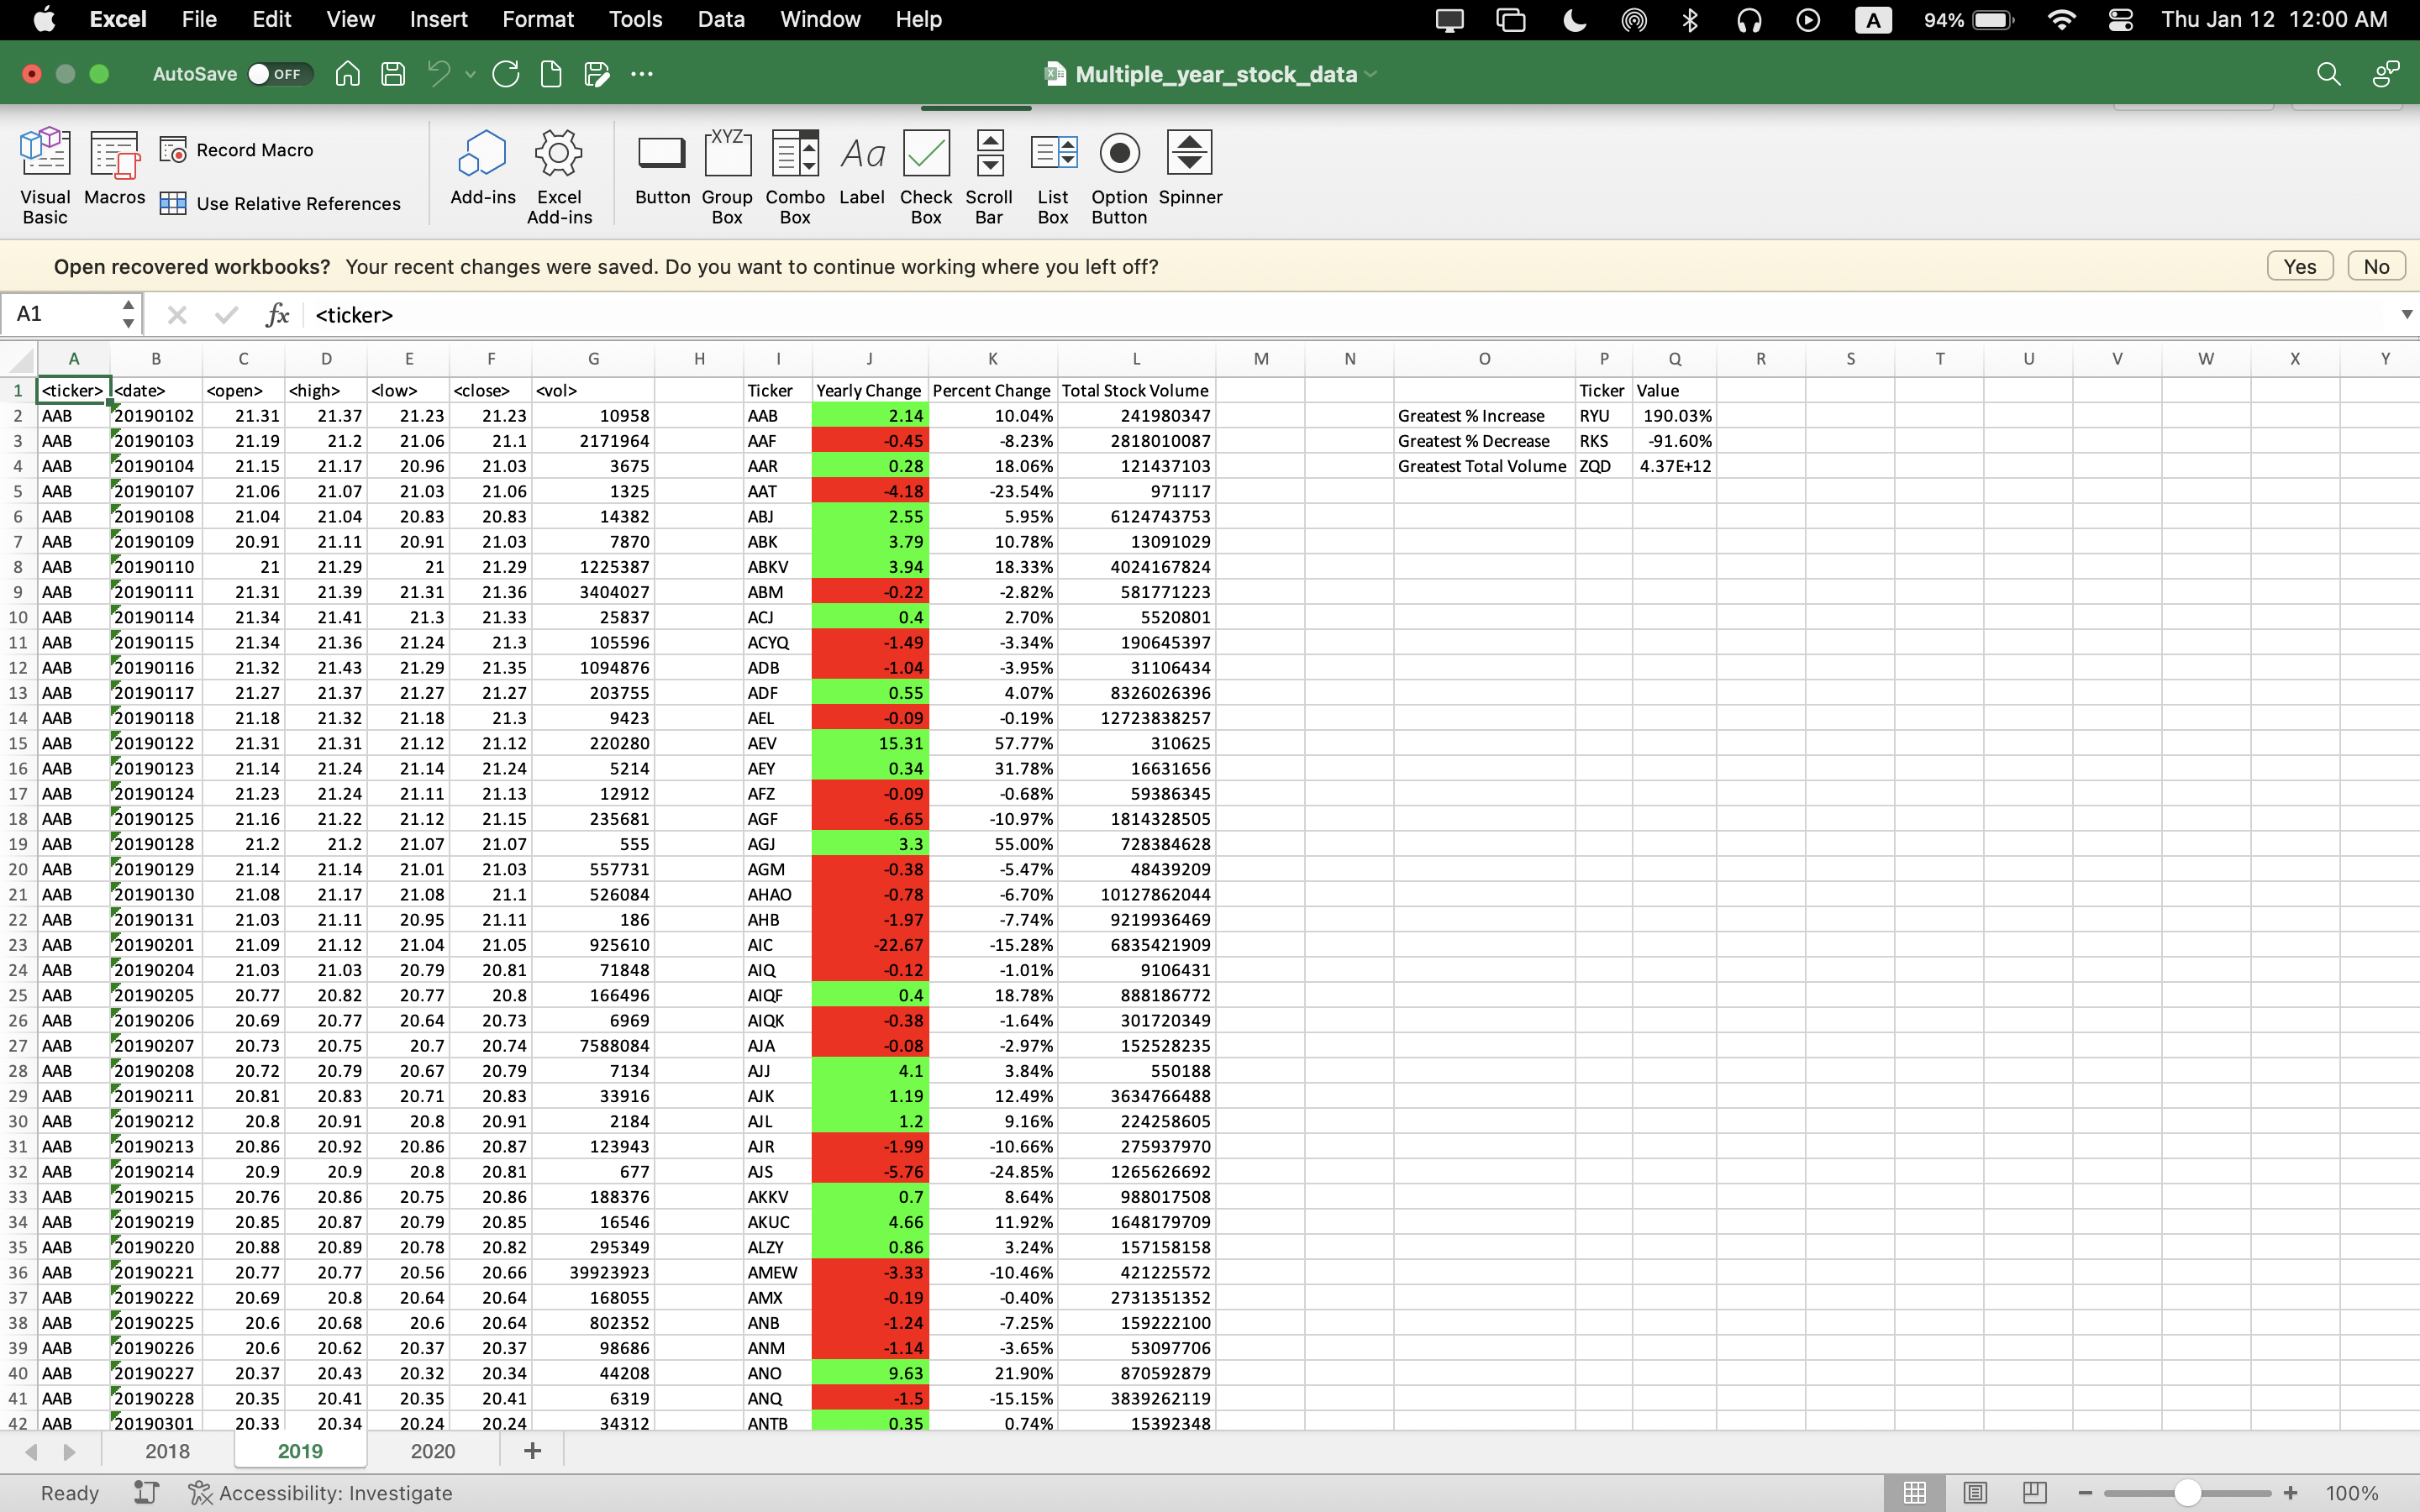 Excel File Edit View Insert Format Tools Data Window Help A 94% Thu Jan 12 12:00 AM
AutoSave OFF Multiple_year_stock_data
Visual Basic Macros Record Macro Use Relative References Add-ins Excel Add-ins Button XYZ Group Box Combo Box Aa Label Check Box Scroll Bar List Box Option Button Spinner
Open recovered workbooks? Your recent changes were saved. Do you want to continue working where you left off? Yes No
A1 fx <ticker>
A B C D E F G H I J K L M N O P Q R S T U V W X Y
1 <ticker> <date> <open> <high> <low> <close> <vol> Ticker Yearly Change Percent Change Total Stock Volume Ticker Value
2 AAB 20190102 21.31 21.37 21.23 21.23 10958 AAB 2.14 10.04% 241980347 Greatest % Increase RYU 190.03%
3 AAB 20190103 21.19 21.2 21.06 21.1 2171964 AAF -0.45 -8.23% 2818010087 Greatest % Decrease RKS -91.60%
4 AAB 20190104 21.15 21.17 20.96 21.03 3675 AAR 0.28 18.06% 121437103 Greatest Total Volume ZQD 4.37E+12
5 AAB 20190107 21.06 21.07 21.03 21.06 1325 AAT -4.18 -23.54% 971117
6 AAB 20190108 21.04 21.04 20.83 20.83 14382 ABJ 2.55 5.95% 6124743753
7 AAB 20190109 20.91 21.11 20.91 21.03 7870 ABK 3.79 10.78% 13091029
8 AAB 20190110 21 21.29 21 21.29 1225387 ABKV 3.94 18.33% 4024167824
9 AAB 20190111 21.31 21.39 21.31 21.36 3404027 ABM -0.22 -2.82% 581771223
10 AAB 20190114 21.34 21.41 21.3 21.33 25837 ACJ 0.4 2.70% 5520801
11 AAB 20190115 21.34 21.36 21.24 21.3 105596 ACYQ -1.49 -3.34% 190645397
12 AAB 20190116 21.32 21.43 21.29 21.35 1094876 ADB -1.04 -3.95% 31106434
13 AAB 20190117 21.27 21.37 21.27 21.27 203755 ADF 0.55 4.07% 8326026396
14 AAB 20190118 21.18 21.32 21.18 21.3 9423 AEL -0.09 -0.19% 12723838257
15 AAB 20190122 21.31 21.31 21.12 21.12 220280 AEV 15.31 57.77% 310625
16 AAB 20190123 21.14 21.24 21.14 21.24 5214 AEY 0.34 31.78% 16631656
17 AAB 20190124 21.23 21.24 21.11 21.13 12912 AFZ -0.09 -0.68% 59386345
18 AAB 20190125 21.16 21.22 21.12 21.15 235681 AGF -6.65 -10.97% 1814328505
19 AAB 20190128 21.2 21.2 21.07 21.07 555 AGJ 3.3 55.00% 728384628
20 AAB 20190129 21.14 21.14 21.01 21.03 557731 AGM -0.38 -5.47% 48439209
21 AAB 20190130 21.08 21.17 21.08 21.1 526084 AHAO -0.78 -6.70% 10127862044
22 AAB 20190131 21.03 21.11 20.95 21.11 186 AHB -1.97 -7.74% 9219936469
23 AAB 20190201 21.09 21.12 21.04 21.05 925610 AIC -22.67 -15.28% 6835421909
24 AAB 20190204 21.03 21.03 20.79 20.81 71848 AIQ -0.12 -1.01% 9106431
25 AAB 20190205 20.77 20.82 20.77 20.8 166496 AIQF 0.4 18.78% 888186772
26 AAB 20190206 20.69 20.77 20.64 20.73 6969 AIQK -0.38 -1.64% 301720349
27 AAB 20190207 20.73 20.75 20.7 20.74 7588084 AJA -0.08 -2.97% 152528235
28 AAB 20190208 20.72 20.79 20.67 20.79 7134 AJJ 4.1 3.84% 550188
29 AAB 20190211 20.81 20.83 20.71 20.83 33916 AJK 1.19 12.49% 3634766488
30 AAB 20190212 20.8 20.91 20.8 20.91 2184 AJL 1.2 9.16% 224258605
31 AAB 20190213 20.86 20.92 20.86 20.87 123943 AJR -1.99 -10.66% 275937970
32 AAB 20190214 20.9 20.9 20.8 20.81 677 AJS -5.76 -24.85% 1265626692
33 AAB 20190215 20.76 20.86 20.75 20.86 188376 AKKV 0.7 8.64% 988017508
34 AAB 20190219 20.85 20.87 20.79 20.85 16546 AKUC 4.66 11.92% 1648179709
35 AAB 20190220 20.88 20.89 20.78 20.82 295349 ALZY 0.86 3.24% 157158158
36 AAB 20190221 20.77 20.77 20.56 20.66 39923923 AMEW -3.33 -10.46% 421225572
37 AAB 20190222 20.69 20.8 20.64 20.64 168055 AMX -0.19 -0.40% 2731351352
38 AAB 20190225 20.6 20.68 20.6 20.64 802352 ANB -1.24 -7.25% 159222100
39 AAB 20190226 20.6 20.62 20.37 20.37 98686 ANM -1.14 -3.65% 53097706
40 AAB 20190227 20.37 20.43 20.32 20.34 44208 ANO 9.63 21.90% 870592879
41 AAB 20190228 20.35 20.41 20.35 20.41 6319 ANQ -1.5 -15.15% 3839262119
42 AAB 20190301 20.33 20.34 20.24 20.24 34312 ANTB 0.35 0.74% 15392348
2018 2019 2020 +
Ready Accessibility: Investigate 100%